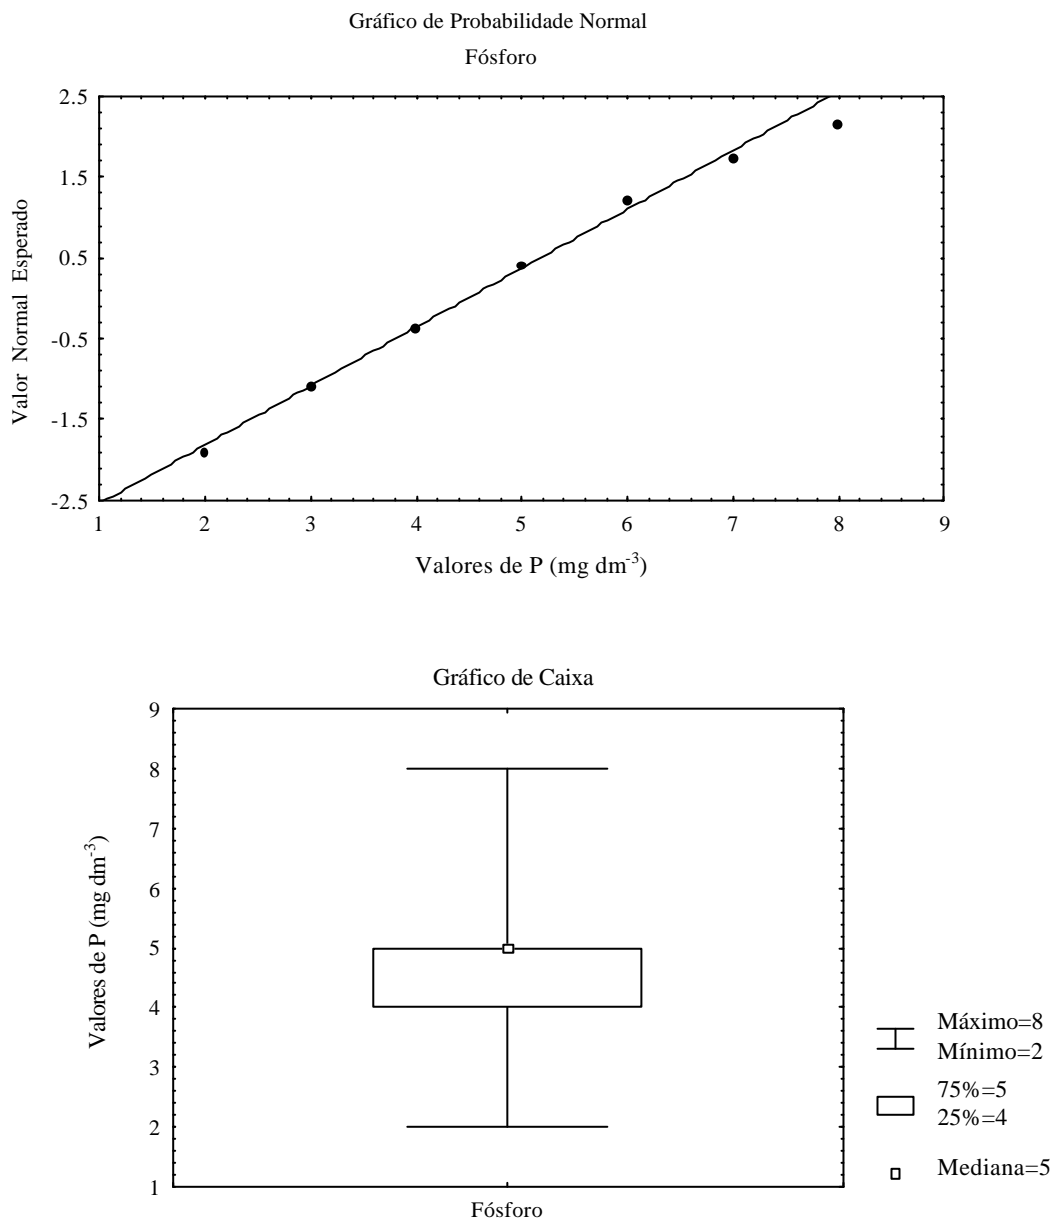 Gráfico de Probabilidade Normal
Fósforo
Valor Normal Esperado
2.5
1.5
0.5
-0.5
-1.5
-2.5
1 2 3 4 5 6 7 8 9
Valores de P (mg dm-3)
Gráfico de Caixa
Valores de P (mg dm-3)
9
8
7
6
5
4
3
2
1
Fósforo
Máximo=8
Mínimo=2
75%=5
25%=4
Mediana=5